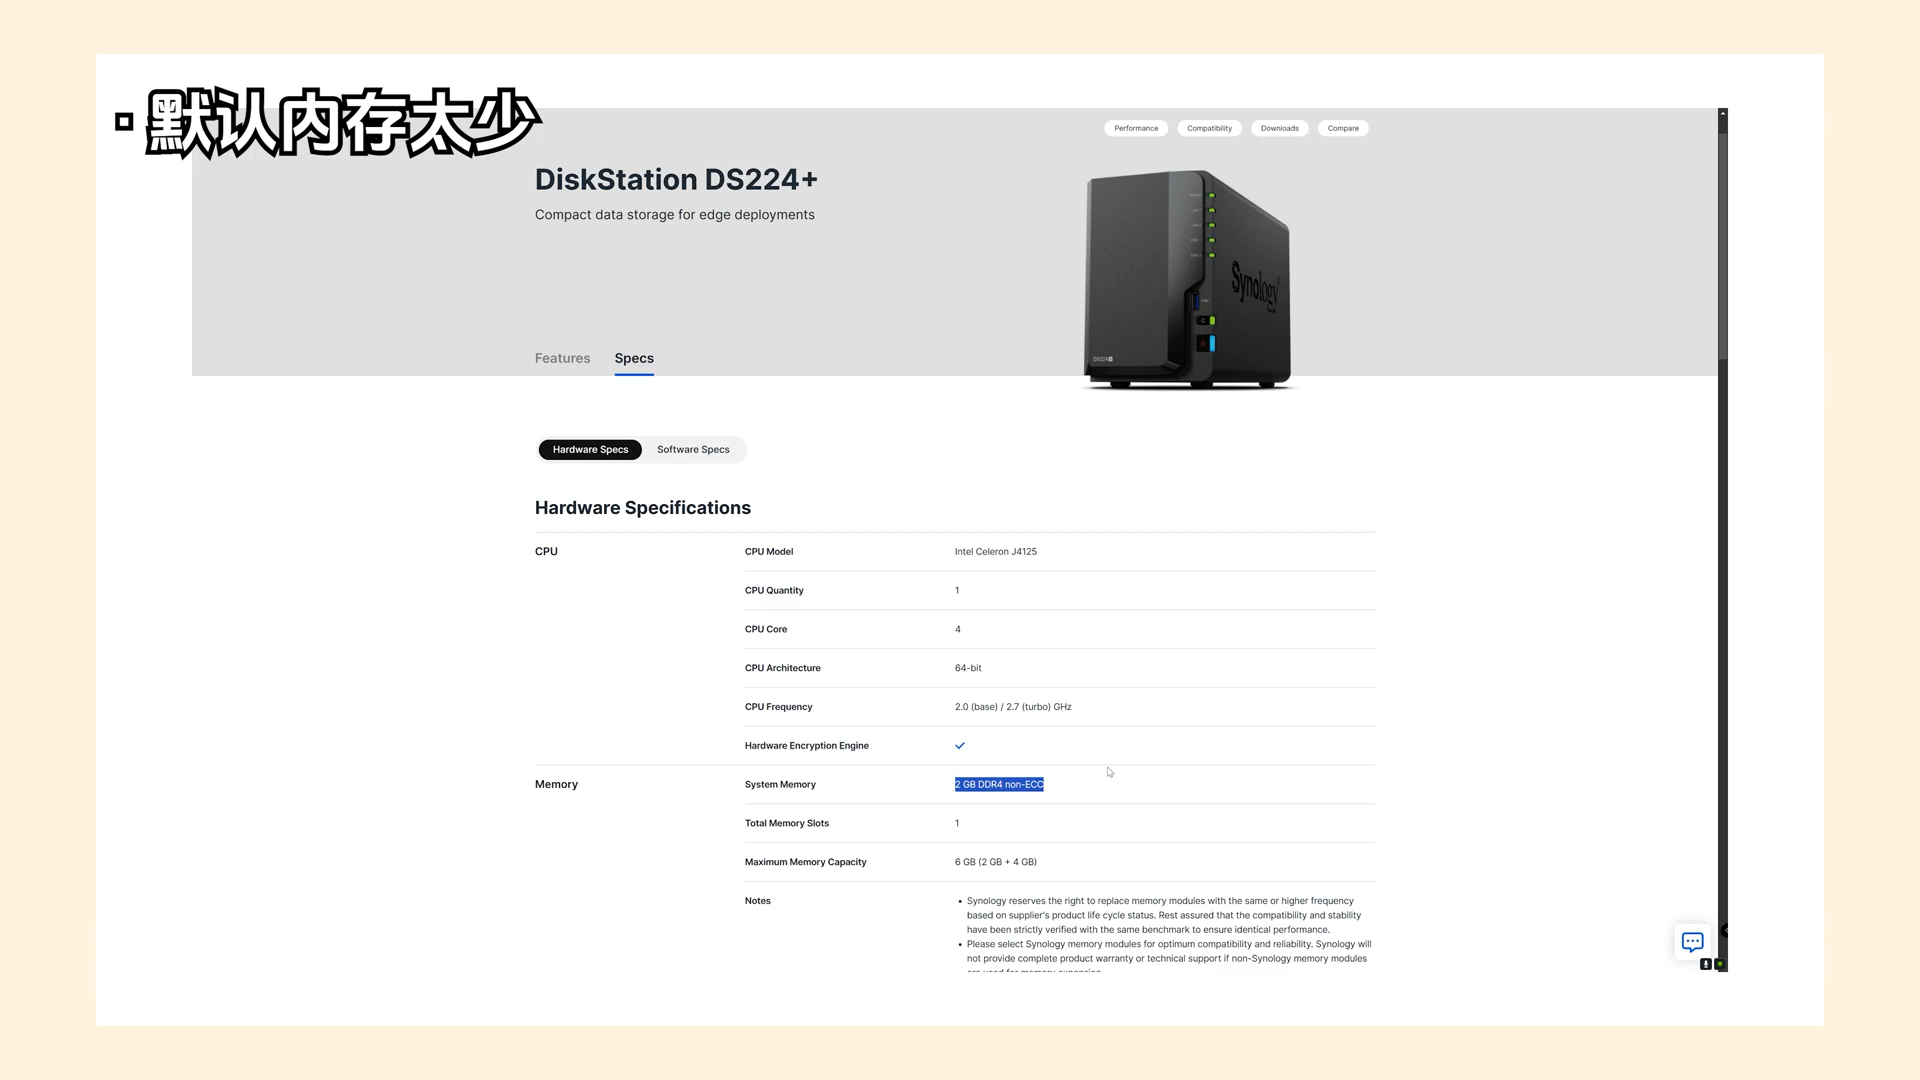 · 默认内存太少
Performance
Compatibility
Downloads
Compare
DiskStation DS224+
Compact data storage for edge deployments
Synology
Features
Specs
Hardware Specs
Software Specs
Hardware Specifications
CPU
CPU Model
Intel Celeron J4125
CPU Quantity
1
CPU Core
4
CPU Architecture
64-bit
CPU Frequency
2.0 (base) / 2.7 (turbo) GHz
Hardware Encryption Engine
Memory
System Memory
2 GB DDR4 non-ECC
Total Memory Slots
1
Maximum Memory Capacity
6 GB (2 GB + 4 GB)
Notes
• Synology reserves the right to replace memory modules with the same or higher frequency
based on supplier's product life cycle status. Rest assured that the compatibility and stability
have been strictly verified with the same benchmark to ensure identical performance.
• Please select Synology memory modules for optimum compatibility and reliability. Synology will
not provide complete product warranty or technical support if non-Synology memory modules